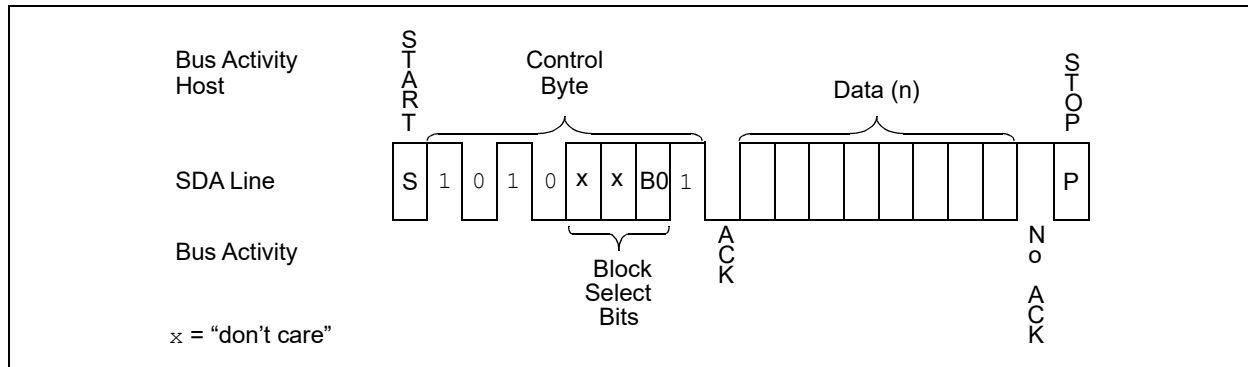 Bus Activity
Host
START
Control
Byte
Data (n)
STOP
SDA Line
S 1 0 1 0 x x B0 1 P
Bus Activity
ACK
No ACK
Block
Select
Bits
x = “don’t care”